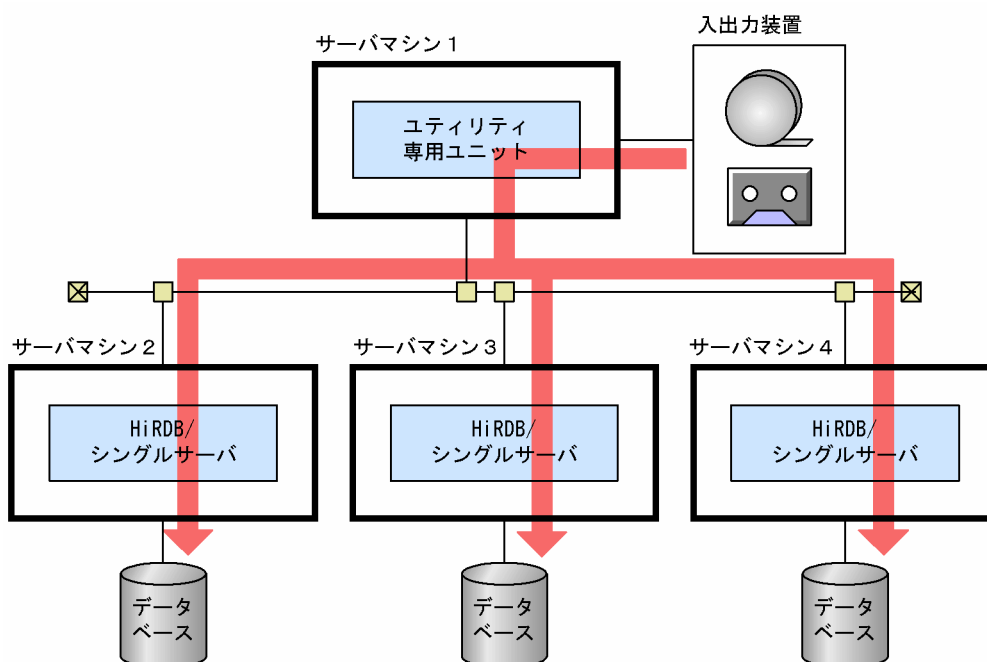 入出力装置
サーバマシン１
ユティリティ
専用ユニット
サーバマシン２
サーバマシン３
サーバマシン４
HiRDB/
シングルサーバ
HiRDB/
シングルサーバ
HiRDB/
シングルサーバ
データ
ベース
データ
ベース
データ
ベース